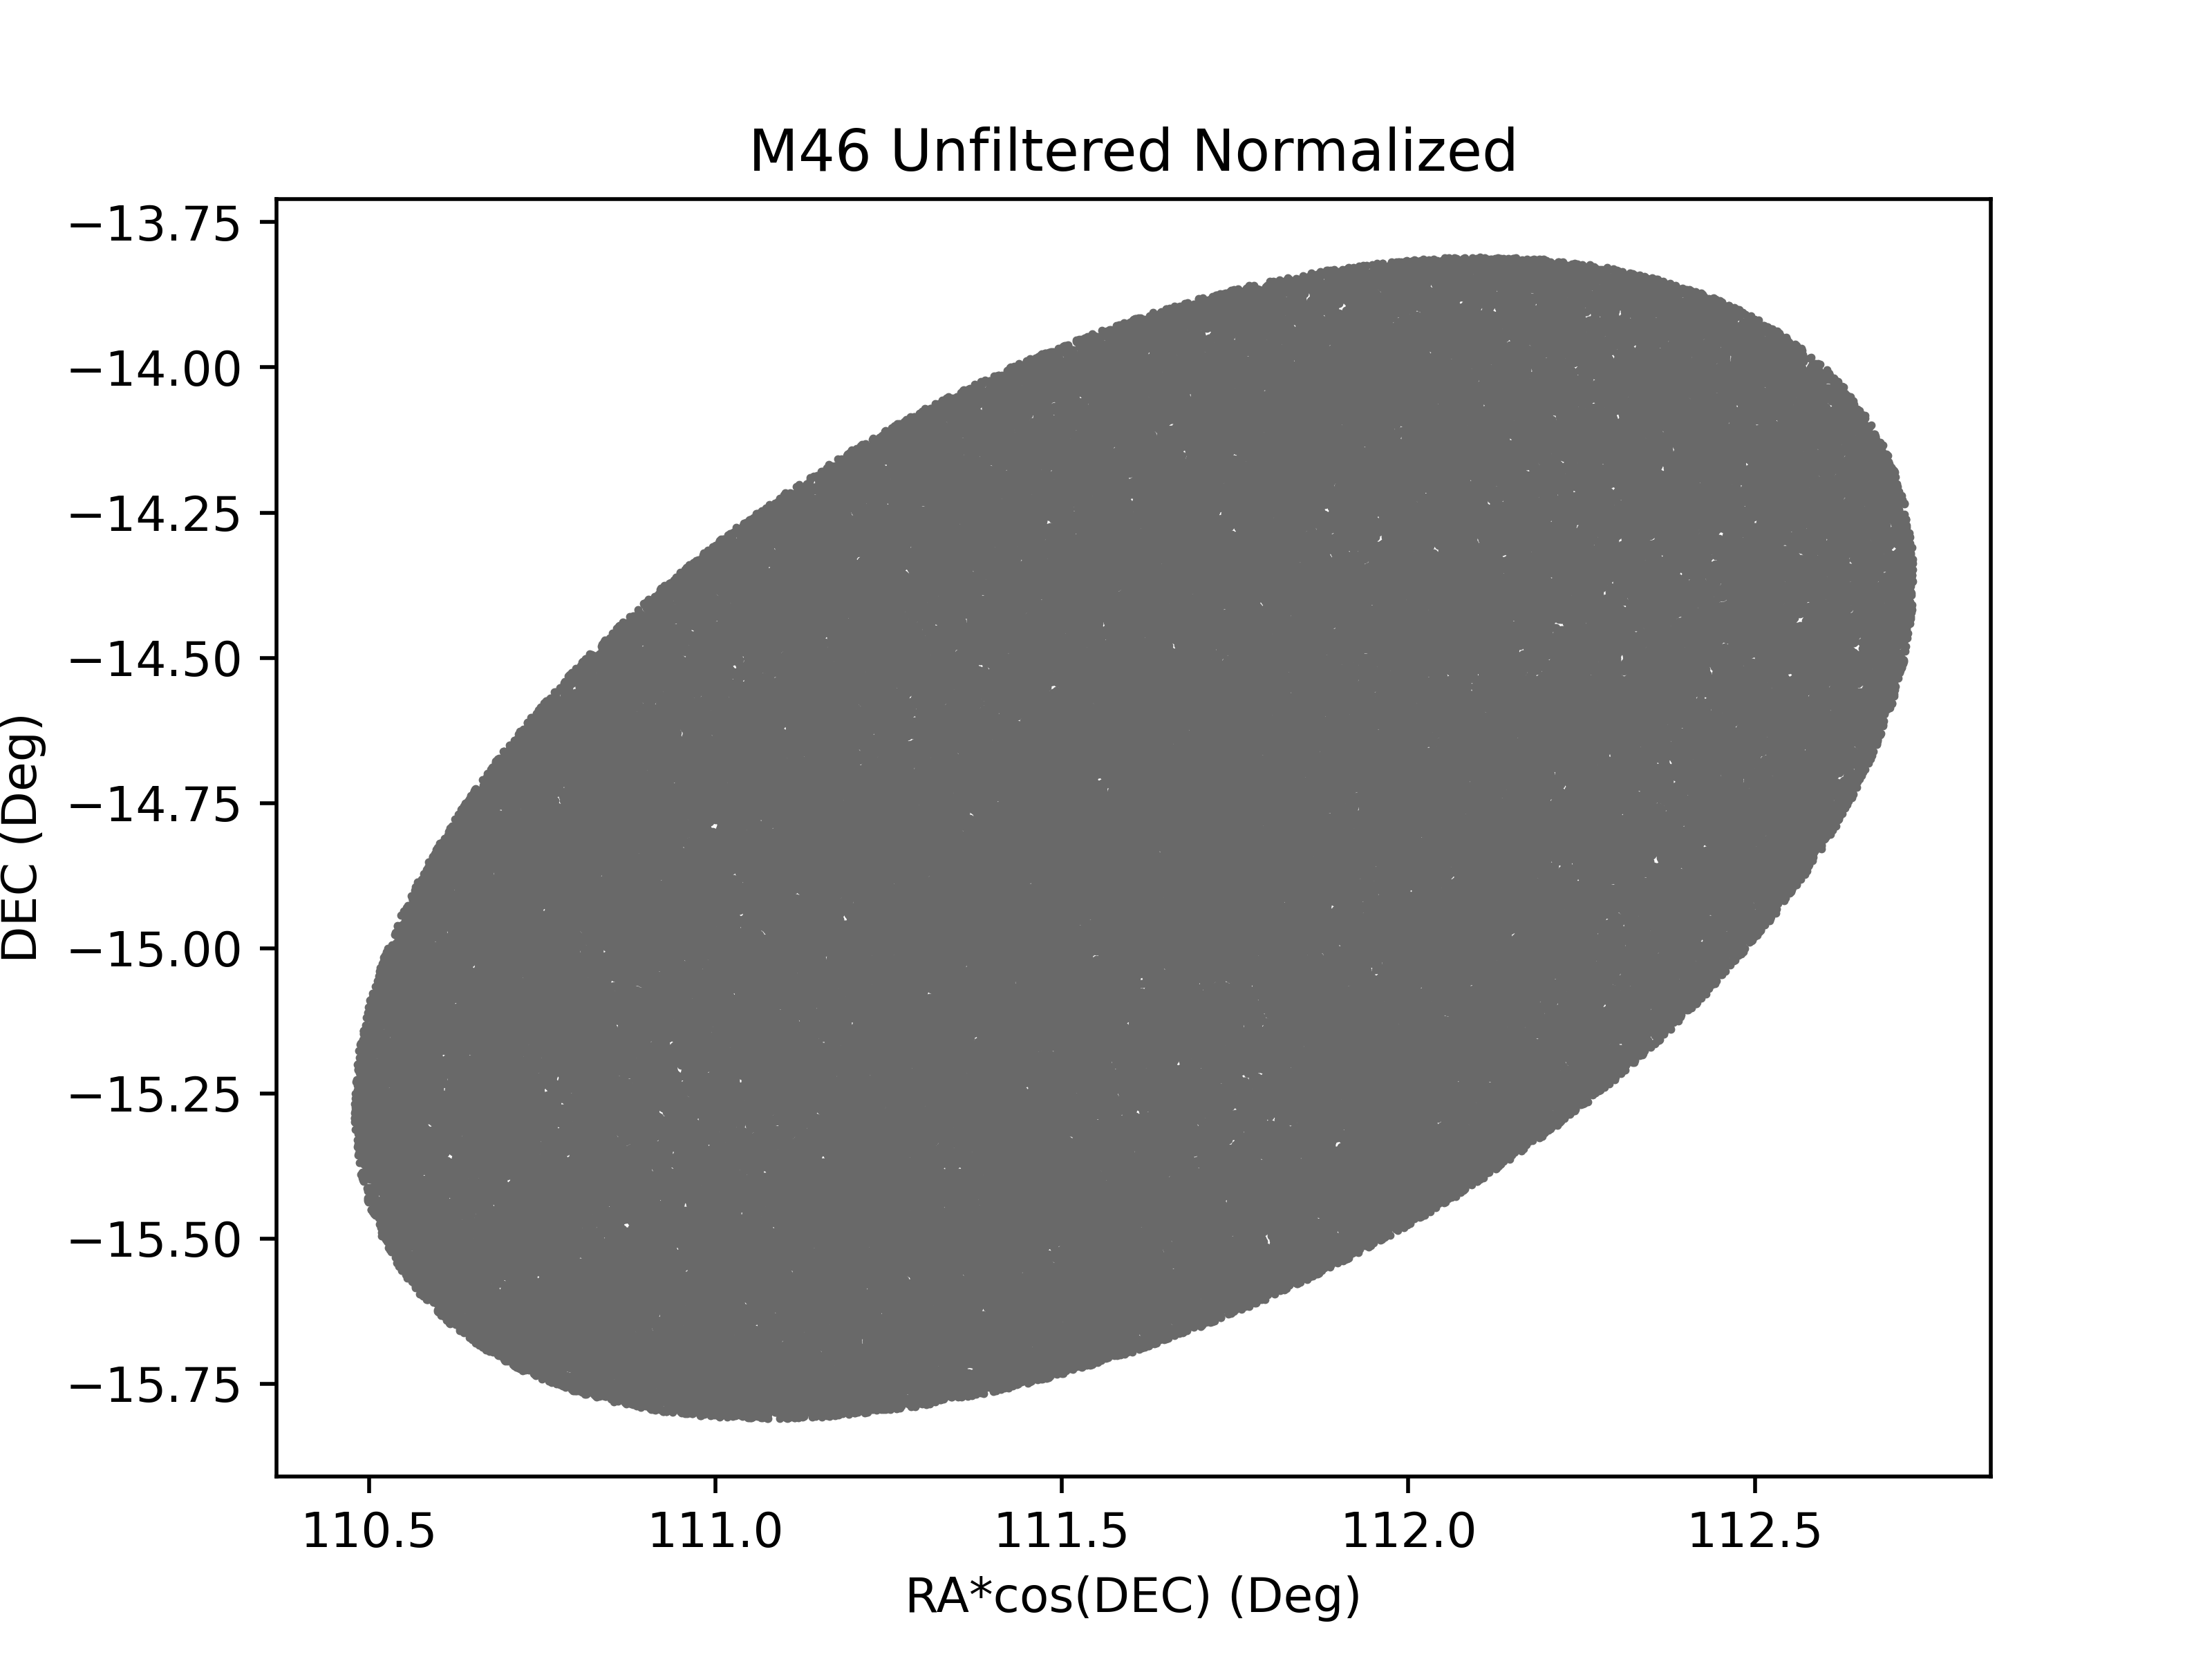 M46 Unfiltered Normalized
−13.75
−14.00
−14.25
−14.50
−14.75
−15.00
−15.25
−15.50
−15.75
DEC (Deg)
110.5 111.0 111.5 112.0 112.5
RA*cos(DEC) (Deg)